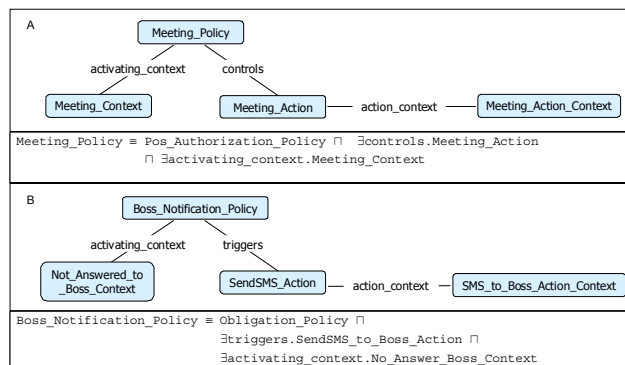 A
Meeting_Policy
activating_context controls
Meeting_Context Meeting_Action action_context Meeting_Action_Context
Meeting_Policy ≡ Pos_Authorization_Policy ⊓ ∃controls.Meeting_Action
⊓ ∃activating_context.Meeting_Context
B
Boss_Notification_Policy
activating_context triggers
Not_Answered_to
_Boss_Context
SendSMS_Action action_context SMS_to_Boss_Action_Context
Boss_Notification_Policy ≡ Obligation_Policy ⊓
∃triggers.SendSMS_to_Boss_Action ⊓
∃activating_context.No_Answer_Boss_Context